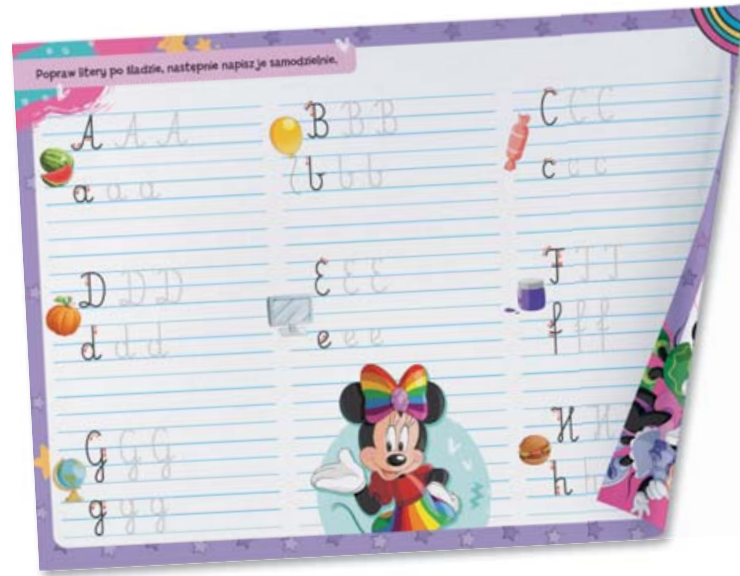 Popraw litery po śladzie, następnie napisz je samodzielnie.
A A A A
B B B
C C C
a a a
b b b
c c c
D D D
E E E
F F F
d d d
e e e
f f f
G G G
H H
g g g
h h